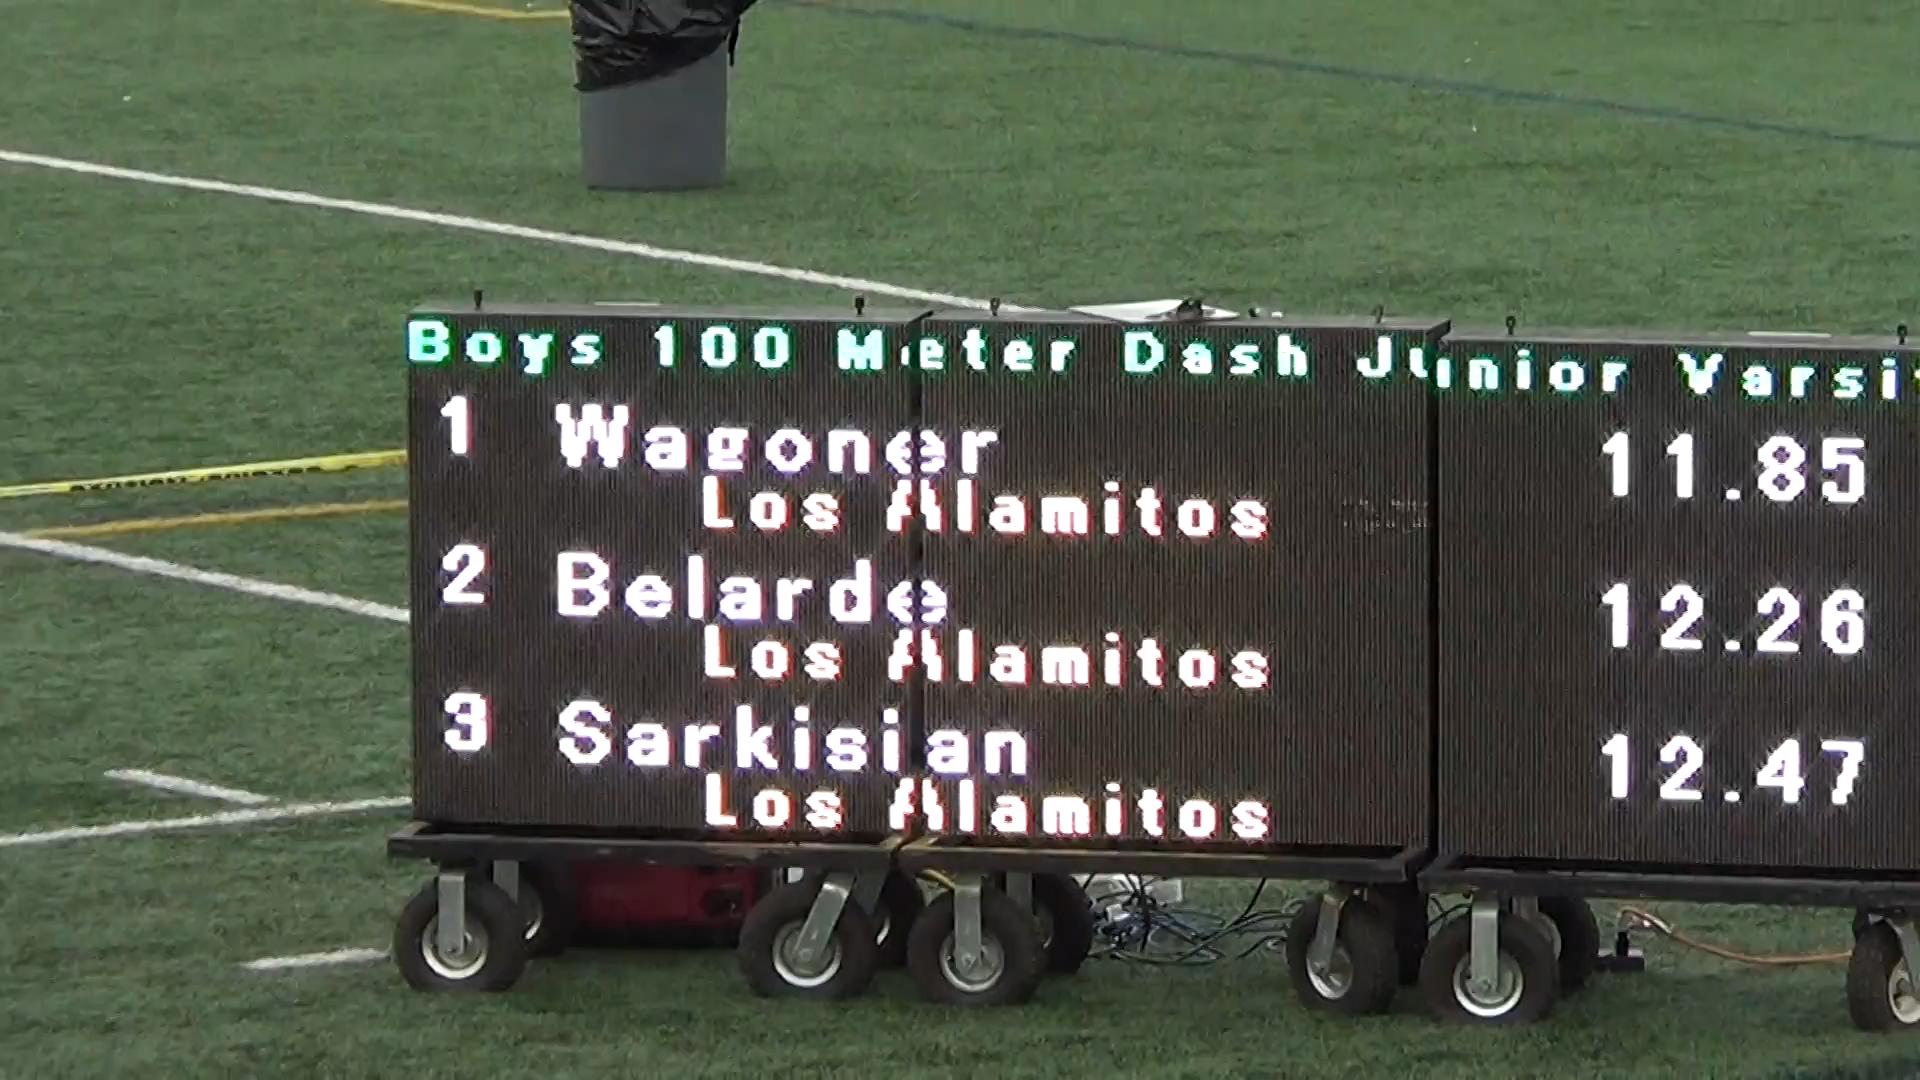 Boys 100 Meter Dash Junior Varsi
1 Wagoner 11.85
Los Alamitos
2 Belarde 12.26
Los Alamitos
3 Sarkisian 12.47
Los Alamitos